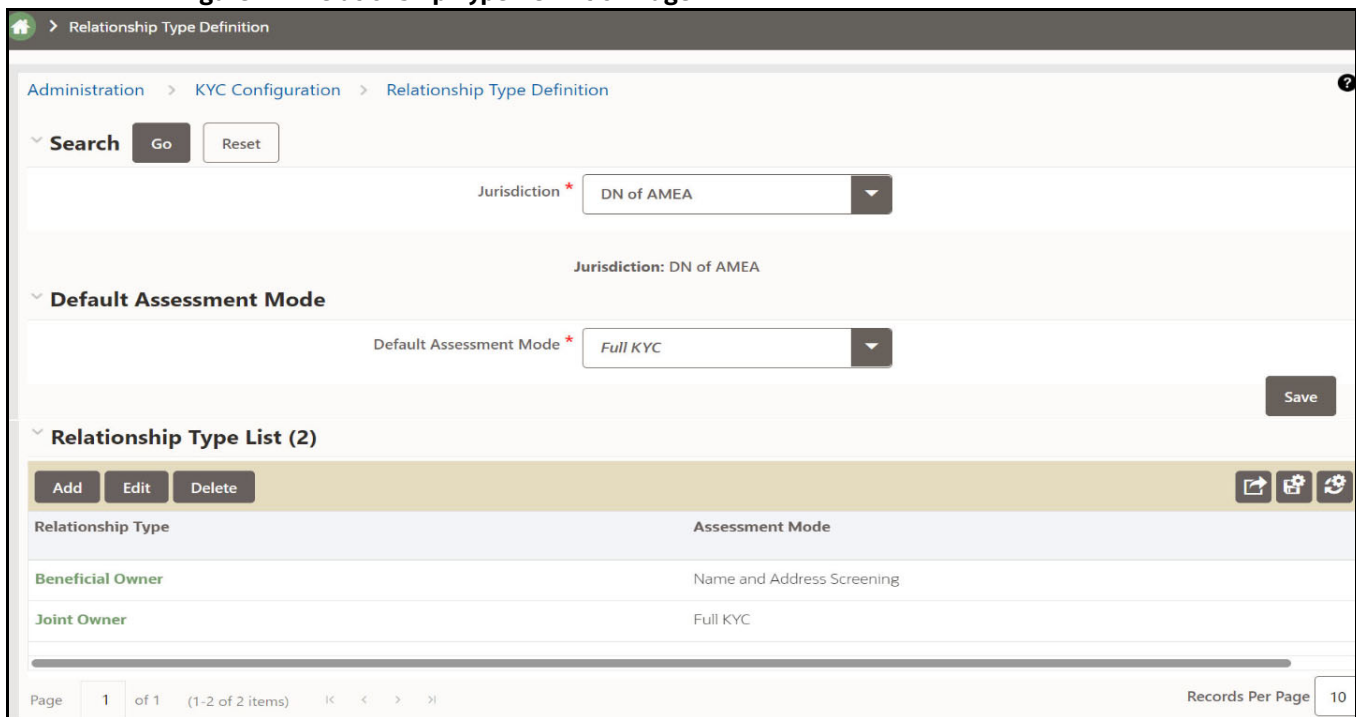 > Relationship Type Definition
Administration > KYC Configuration > Relationship Type Definition ?
Search Go Reset
Jurisdiction * DN of AMEA
Jurisdiction: DN of AMEA
Default Assessment Mode
Default Assessment Mode * Full KYC
Save
Relationship Type List (2)
Add Edit Delete
Relationship Type Assessment Mode
Beneficial Owner Name and Address Screening
Joint Owner Full KYC
Page 1 of 1 (1-2 of 2 items) Records Per Page 10